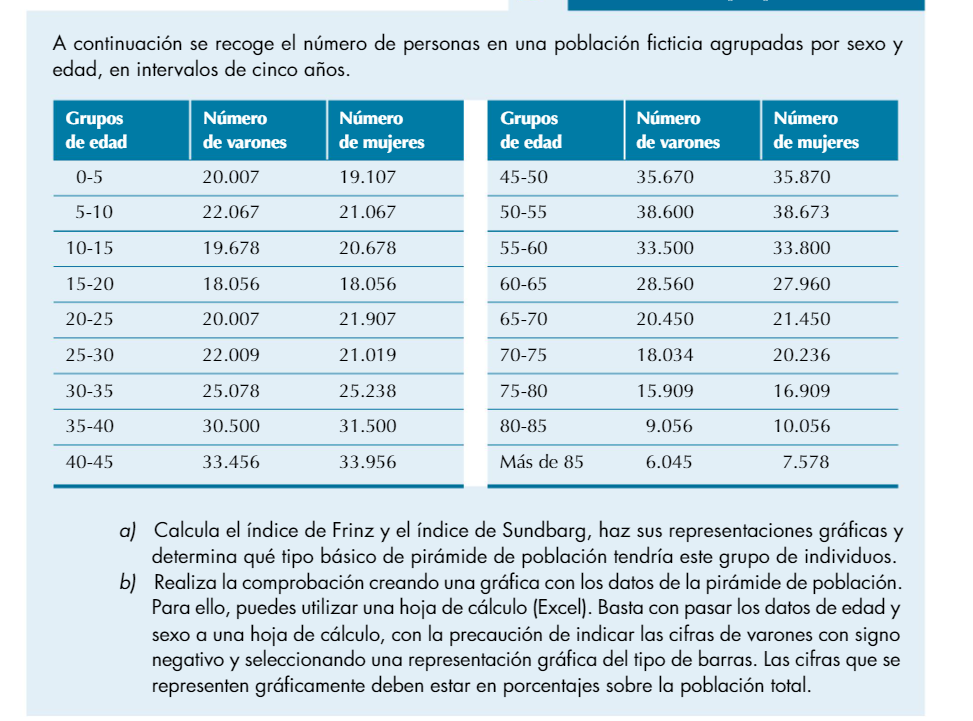 A continuación se recoge el número de personas en una población ficticia agrupadas por sexo y
edad, en intervalos de cinco años.
Grupos de edad Número de varones Número de mujeres
0-5 20.007 19.107
5-10 22.067 21.067
10-15 19.678 20.678
15-20 18.056 18.056
20-25 20.007 21.907
25-30 22.009 21.019
30-35 25.078 25.238
35-40 30.500 31.500
40-45 33.456 33.956
Grupos de edad Número de varones Número de mujeres
45-50 35.670 35.870
50-55 38.600 38.673
55-60 33.500 33.800
60-65 28.560 27.960
65-70 20.450 21.450
70-75 18.034 20.236
75-80 15.909 16.909
80-85 9.056 10.056
Más de 85 6.045 7.578
a) Calcula el índice de Frinz y el índice de Sundbarg, haz sus representaciones gráficas y
determina qué tipo básico de pirámide de población tendría este grupo de individuos.
b) Realiza la comprobación creando una gráfica con los datos de la pirámide de población.
Para ello, puedes utilizar una hoja de cálculo (Excel). Basta con pasar los datos de edad y
sexo a una hoja de cálculo, con la precaución de indicar las cifras de varones con signo
negativo y seleccionando una representación gráfica del tipo de barras. Las cifras que se
representen gráficamente deben estar en porcentajes sobre la población total.